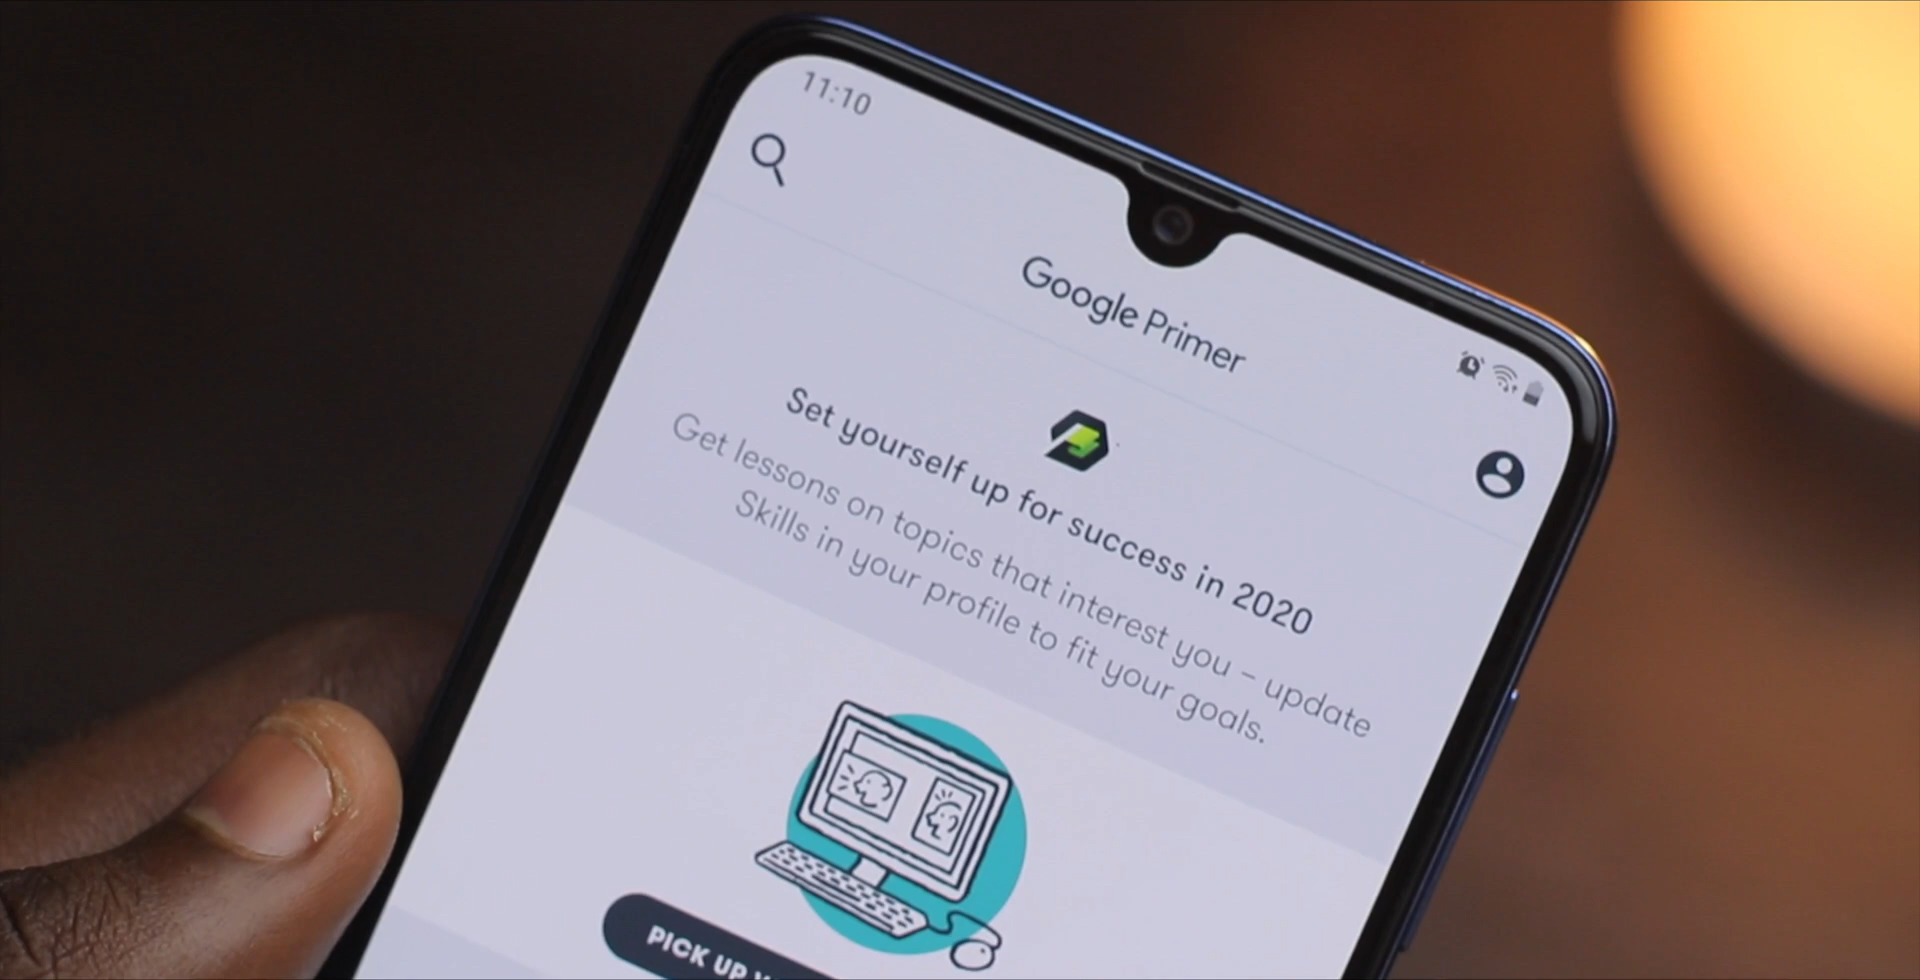 11:10
Google Primer
Set yourself up for success in 2020
Get lessons on topics that interest you – update
Skills in your profile to fit your goals.
PICK UP